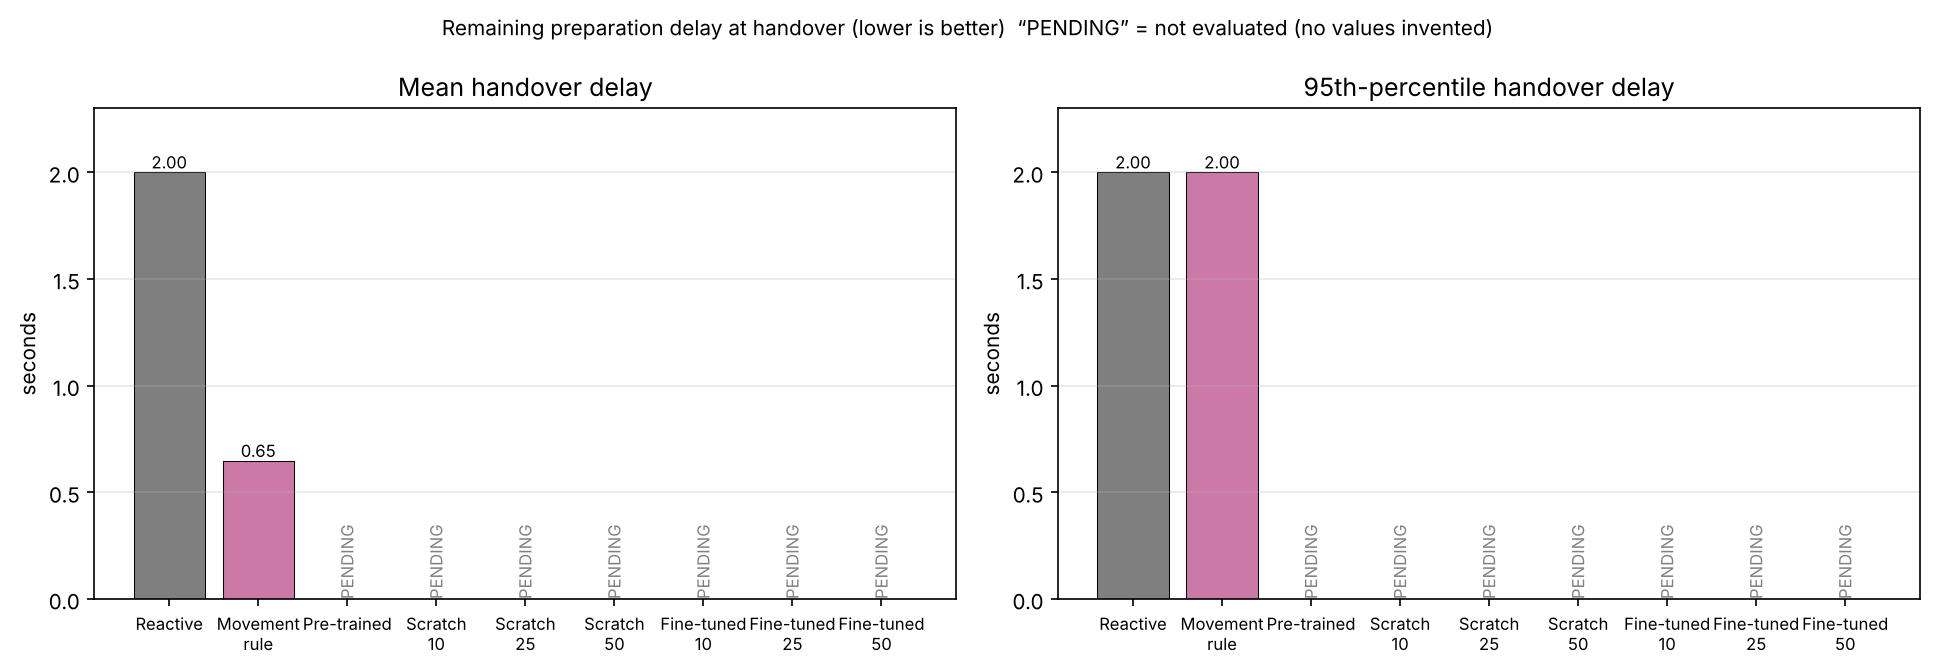 Remaining preparation delay at handover (lower is better)  “PENDING” = not evaluated (no values invented)
Mean handover delay
seconds
2.0
1.5
1.0
0.5
0.0
2.00
0.65
PENDING
PENDING
PENDING
PENDING
PENDING
PENDING
PENDING
Reactive
Movement
rule
Pre-trained
Scratch
10
Scratch
25
Scratch
50
Fine-tuned
10
Fine-tuned
25
Fine-tuned
50
95th-percentile handover delay
seconds
2.0
1.5
1.0
0.5
0.0
2.00
2.00
PENDING
PENDING
PENDING
PENDING
PENDING
PENDING
PENDING
Reactive
Movement
rule
Pre-trained
Scratch
10
Scratch
25
Scratch
50
Fine-tuned
10
Fine-tuned
25
Fine-tuned
50